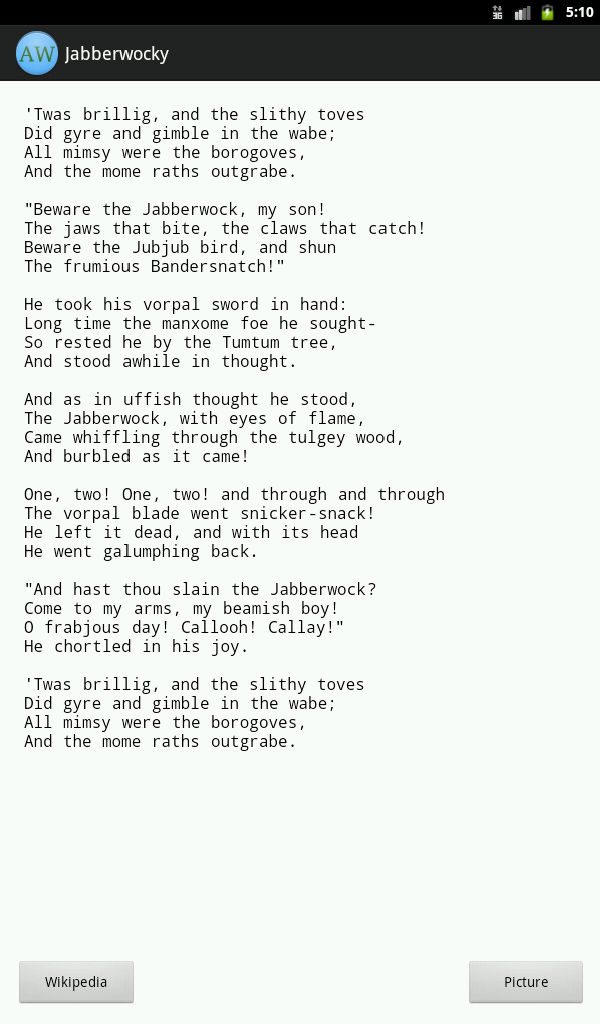 3G 5:10
AW Jabberwocky
'Twas brillig, and the slithy toves
Did gyre and gimble in the wabe;
All mimsy were the borogoves,
And the mome raths outgrabe.
"Beware the Jabberwock, my son!
The jaws that bite, the claws that catch!
Beware the Jubjub bird, and shun
The frumious Bandersnatch!"
He took his vorpal sword in hand:
Long time the manxome foe he sought-
So rested he by the Tumtum tree,
And stood awhile in thought.
And as in uffish thought he stood,
The Jabberwock, with eyes of flame,
Came whiffling through the tulgey wood,
And burbled as it came!
One, two! One, two! and through and through
The vorpal blade went snicker-snack!
He left it dead, and with its head
He went galumphing back.
"And hast thou slain the Jabberwock?
Come to my arms, my beamish boy!
O frabjous day! Callooh! Callay!"
He chortled in his joy.
'Twas brillig, and the slithy toves
Did gyre and gimble in the wabe;
All mimsy were the borogoves,
And the mome raths outgrabe.
Wikipedia Picture